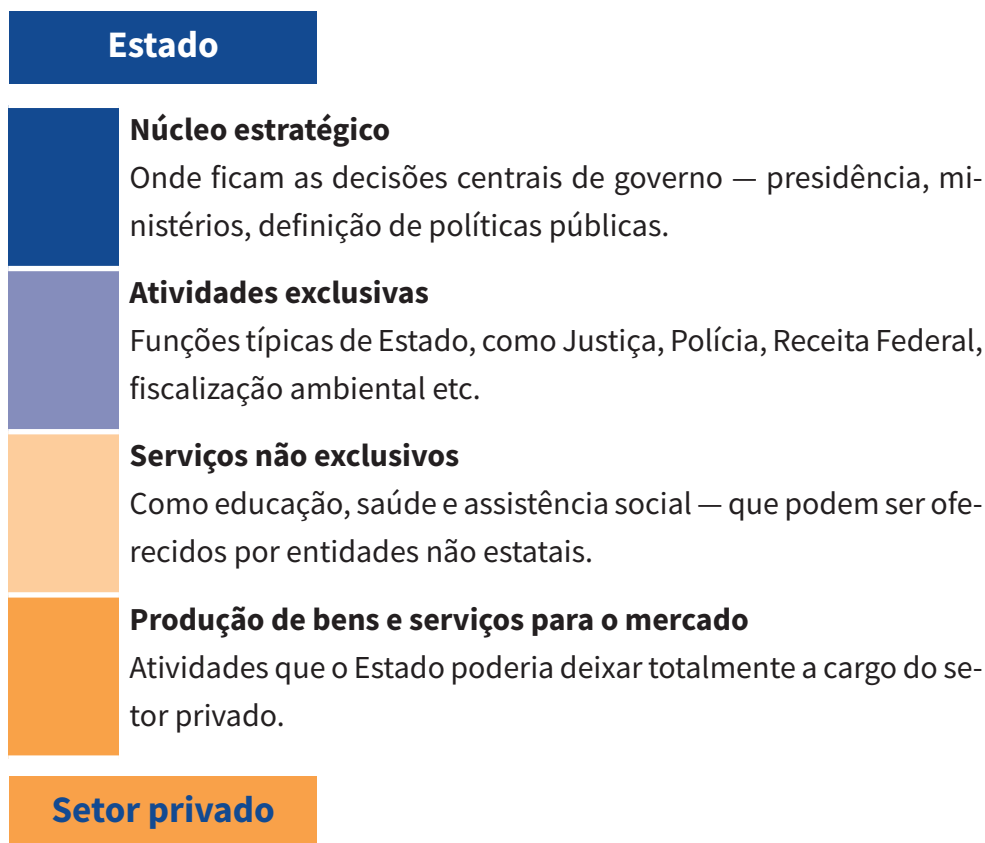 Estado
Núcleo estratégico
Onde ficam as decisões centrais de governo — presidência, mi-
nistérios, definição de políticas públicas.
Atividades exclusivas
Funções típicas de Estado, como Justiça, Polícia, Receita Federal,
fiscalização ambiental etc.
Serviços não exclusivos
Como educação, saúde e assistência social — que podem ser ofe-
recidos por entidades não estatais.
Produção de bens e serviços para o mercado
Atividades que o Estado poderia deixar totalmente a cargo do se-
tor privado.
Setor privado